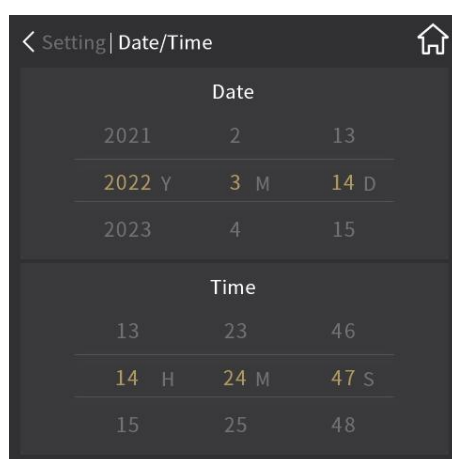 Setting | Date/Time
Date
2021 2 13
2022 Y 3 M 14 D
2023 4 15
Time
13 23 46
14 H 24 M 47 S
15 25 48